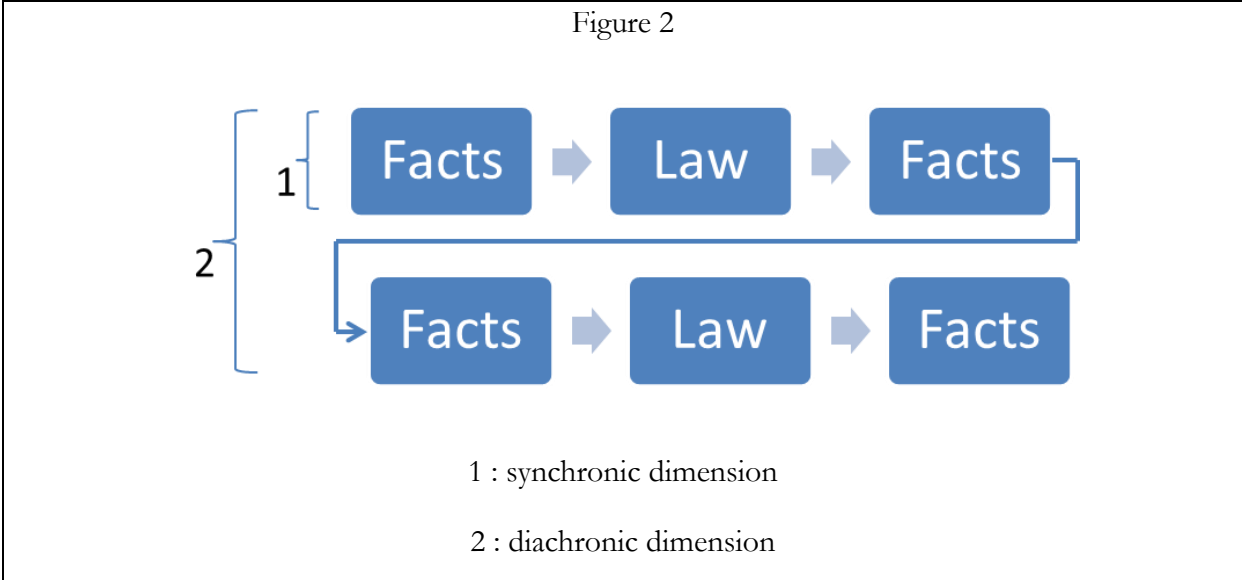 Figure 2
1 Facts Law Facts
2
Facts Law Facts
1 : synchronic dimension
2 : diachronic dimension